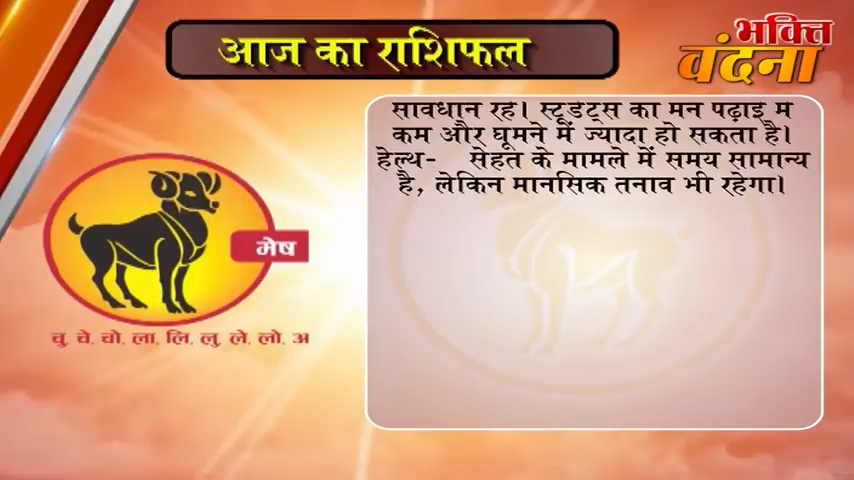 आज का राशिफल
भक्ति
वंदना
सावधान रहे। स्टूडेट्स का मन पढ़ाइ म
कम और घूमने में ज्यादा हो सकता है।
हेल्थ- सेहत के मामले में समय सामान्य
है, लेकिन मानसिक तनाव भी रहेगा।
मेष
चु, चे, चो, ला, लि, लु, ले, लो, अ